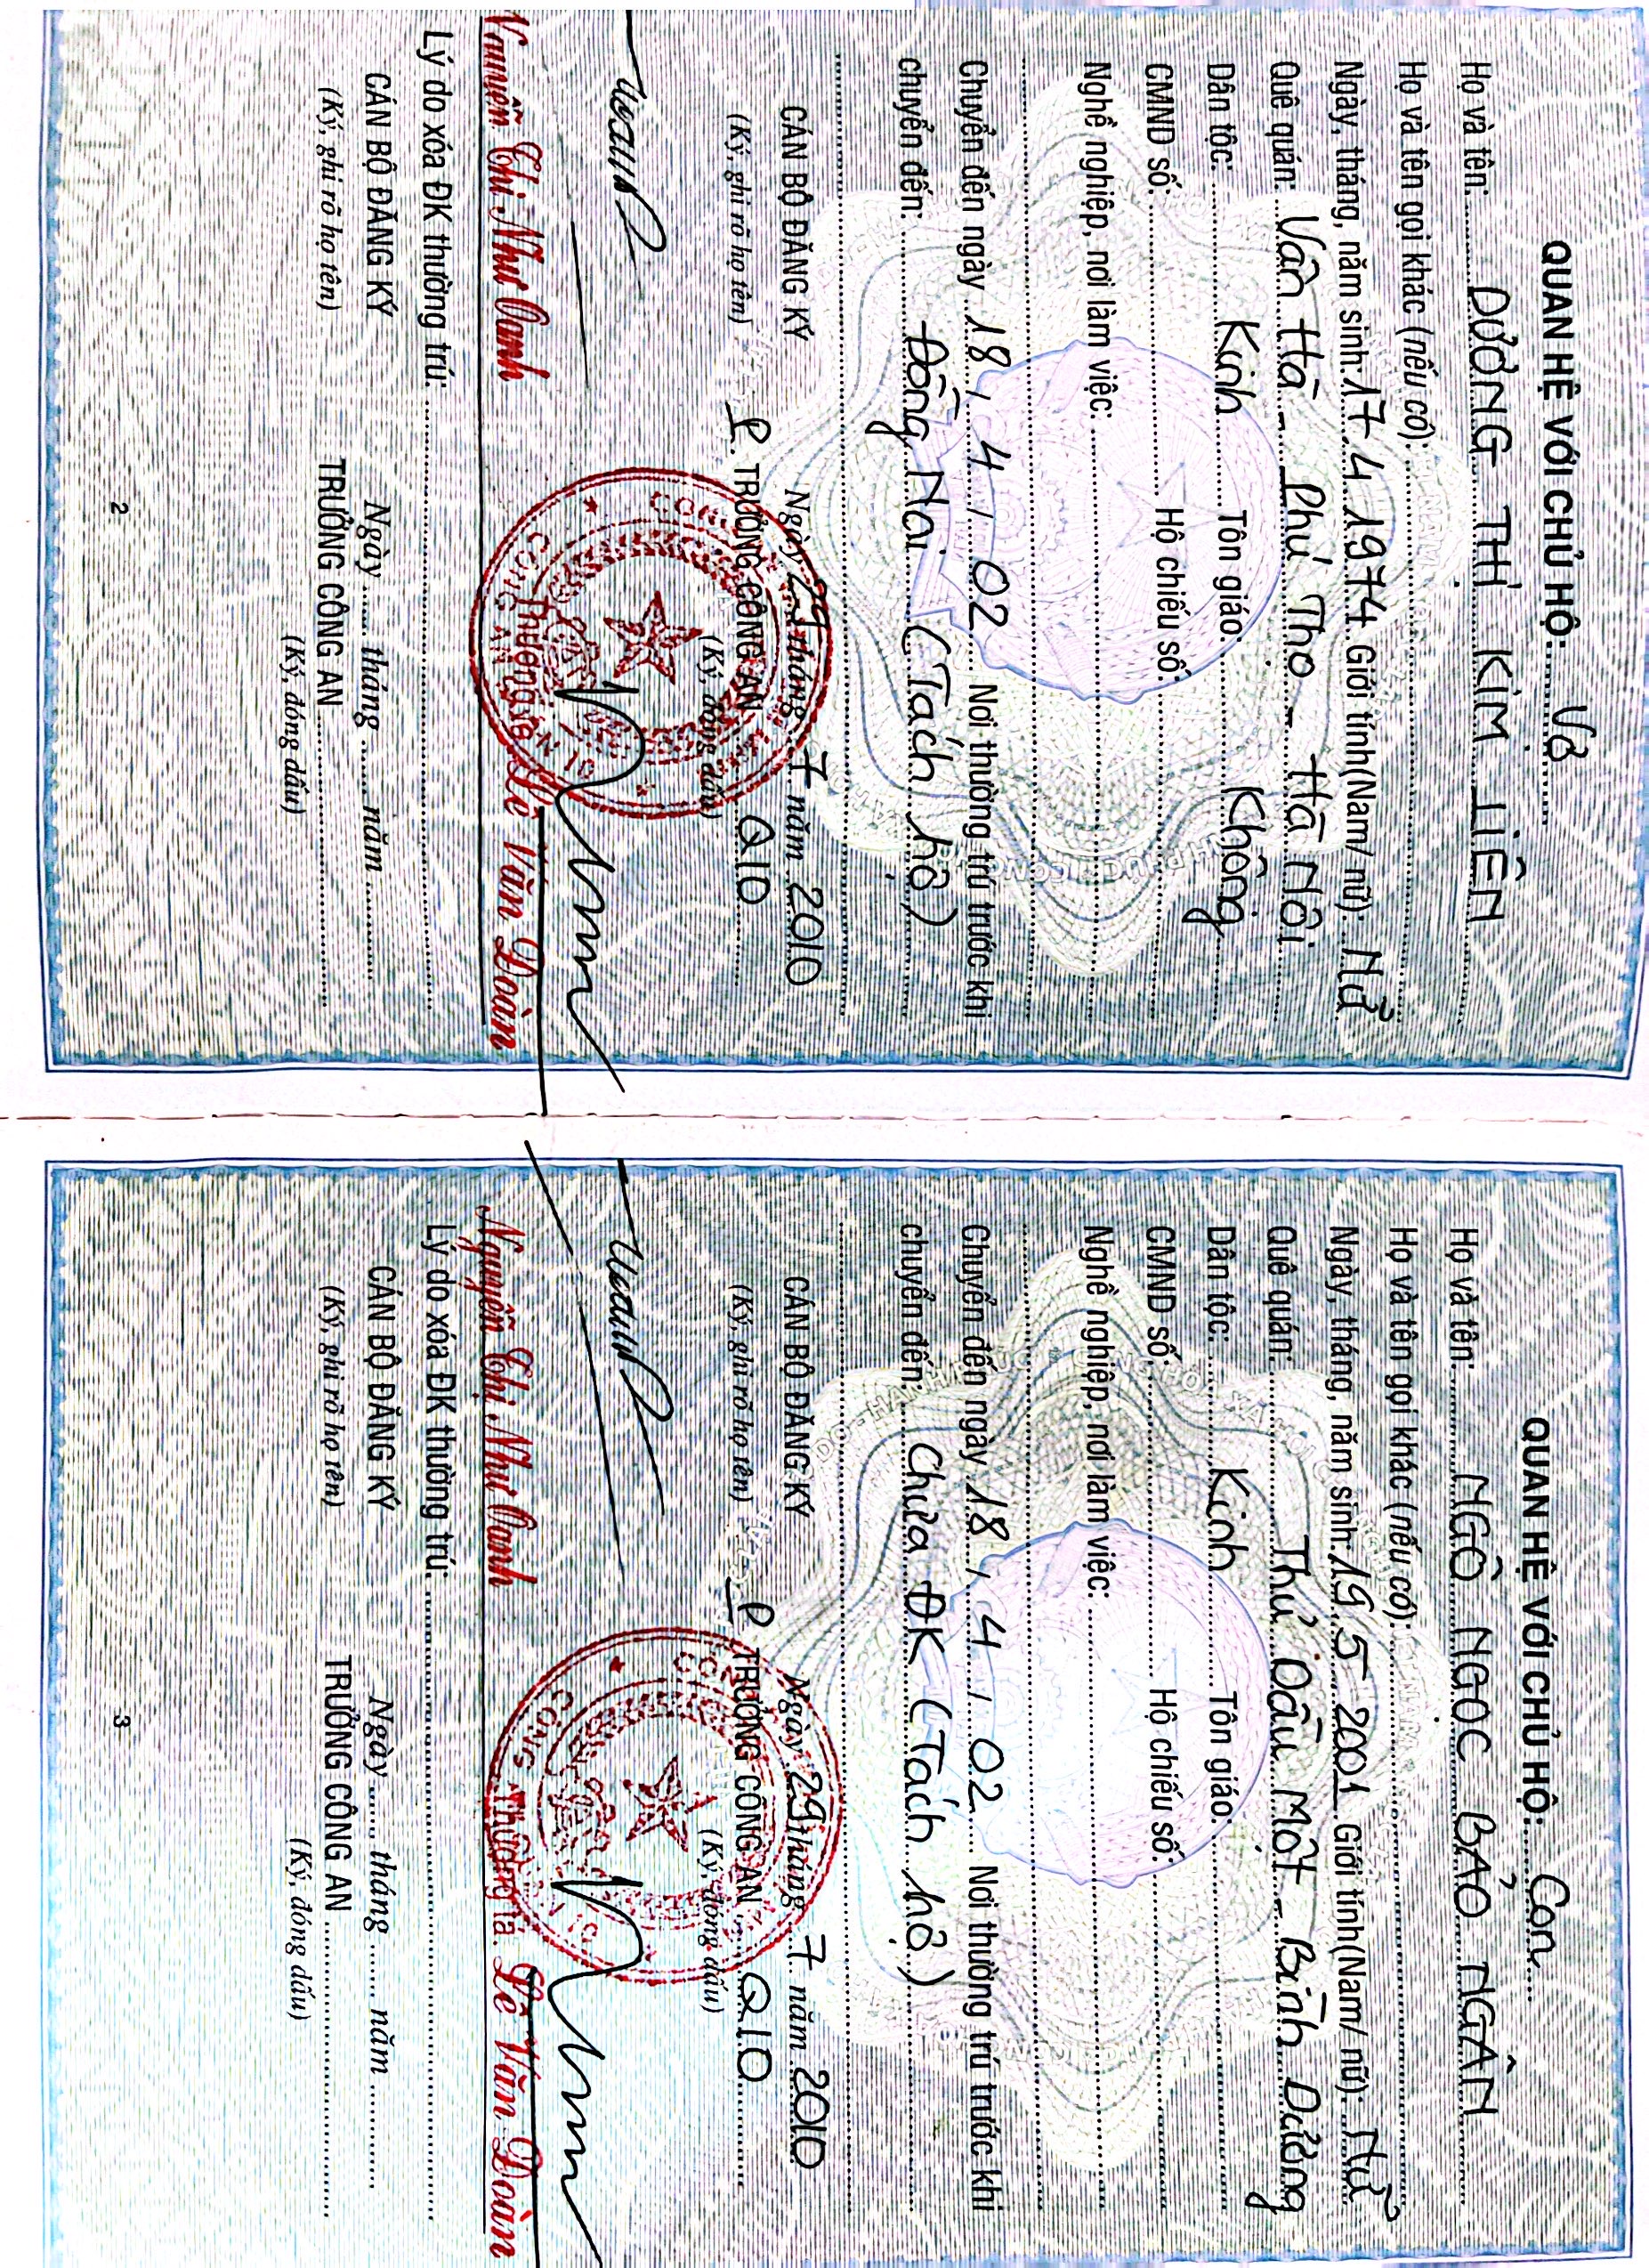 QUAN HỆ VỚI CHỦ HỘ: Vợ
Họ và tên: DƯƠNG THỊ KIM LIÊN
Họ và tên gọi khác (nếu có):
Ngày, tháng, năm sinh: 17.4.1974. Giới tính (Nam/ nữ): Nữ
Quê quán: Vân Hà - Phú Thọ - Hà Nội
Dân tộc: Kinh Tôn giáo: Không
CMND số: Hộ chiếu số:
Nghề nghiệp, nơi làm việc:
Chuyển đến ngày 18 / 4 / 02 Nơi thường trú trước khi
chuyển đến: Đồng Nai (Tách hộ)
Ngày 29 tháng 7 năm 2010
CÁN BỘ ĐĂNG KÝ P. TRƯỞNG CÔNG AN Q10
(Ký, ghi rõ họ tên) (Ký, đóng dấu)
Nguyễn Thị Như Oanh Thượng tá Lê Văn Đoàn
Lý do xóa ĐK thường trú:
Ngày ...... tháng ...... năm
CÁN BỘ ĐĂNG KÝ TRƯỞNG CÔNG AN
(Ký, ghi rõ họ tên) (Ký, đóng dấu)
2
QUAN HỆ VỚI CHỦ HỘ: Con
Họ và tên: NGÔ NGỌC BẢO NGÂN
Họ và tên gọi khác (nếu có):
Ngày, tháng, năm sinh: 19.5.2001 Giới tính (Nam/ nữ): Nữ
Quê quán: Thủ Dầu Một - Bình Dương
Dân tộc: Kinh Tôn giáo:
CMND số: Hộ chiếu số:
Nghề nghiệp, nơi làm việc:
Chuyển đến ngày 18 / 4 / 02 Nơi thường trú trước khi
chuyển đến: Chưa ĐK (Tách hộ)
Ngày 29 tháng 7 năm 2010
CÁN BỘ ĐĂNG KÝ P TRƯỞNG CÔNG AN Q10
(Ký, ghi rõ họ tên) (Ký, đóng dấu)
Nguyễn Thị Như Oanh Thượng tá Lê Văn Đoàn
Lý do xóa ĐK thường trú:
Ngày ...... tháng ...... năm
CÁN BỘ ĐĂNG KÝ TRƯỞNG CÔNG AN
(Ký, ghi rõ họ tên) (Ký, đóng dấu)
3